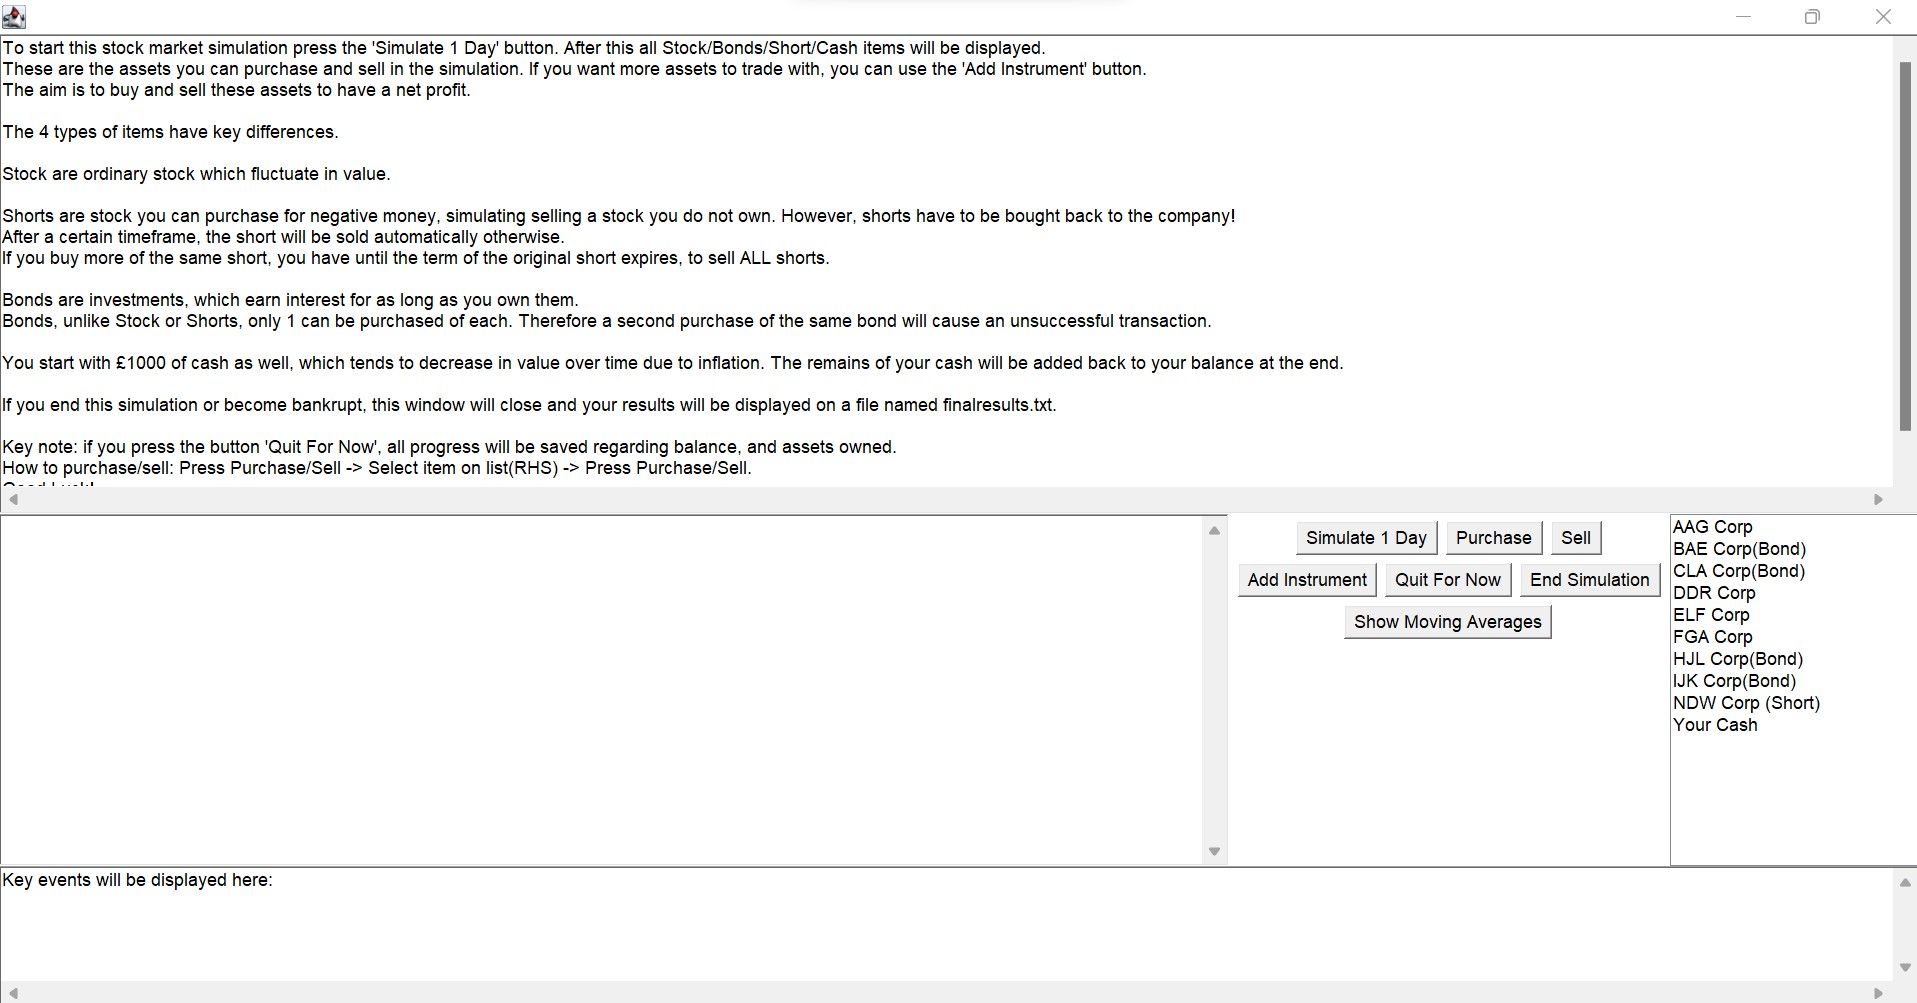 To start this stock market simulation press the 'Simulate 1 Day' button. After this all Stock/Bonds/Short/Cash items will be displayed.
These are the assets you can purchase and sell in the simulation. If you want more assets to trade with, you can use the 'Add Instrument' button.
The aim is to buy and sell these assets to have a net profit.
The 4 types of items have key differences.
Stock are ordinary stock which fluctuate in value.
Shorts are stock you can purchase for negative money, simulating selling a stock you do not own. However, shorts have to be bought back to the company!
After a certain timeframe, the short will be sold automatically otherwise.
If you buy more of the same short, you have until the term of the original short expires, to sell ALL shorts.
Bonds are investments, which earn interest for as long as you own them.
Bonds, unlike Stock or Shorts, only 1 can be purchased of each. Therefore a second purchase of the same bond will cause an unsuccessful transaction.
You start with £1000 of cash as well, which tends to decrease in value over time due to inflation. The remains of your cash will be added back to your balance at the end.
If you end this simulation or become bankrupt, this window will close and your results will be displayed on a file named finalresults.txt.
Key note: if you press the button 'Quit For Now', all progress will be saved regarding balance, and assets owned.
How to purchase/sell: Press Purchase/Sell -> Select item on list(RHS) -> Press Purchase/Sell.
Simulate 1 Day Purchase Sell
Add Instrument Quit For Now End Simulation
Show Moving Averages
AAG Corp
BAE Corp(Bond)
CLA Corp(Bond)
DDR Corp
ELF Corp
FGA Corp
HJL Corp(Bond)
IJK Corp(Bond)
NDW Corp (Short)
Your Cash
Key events will be displayed here: